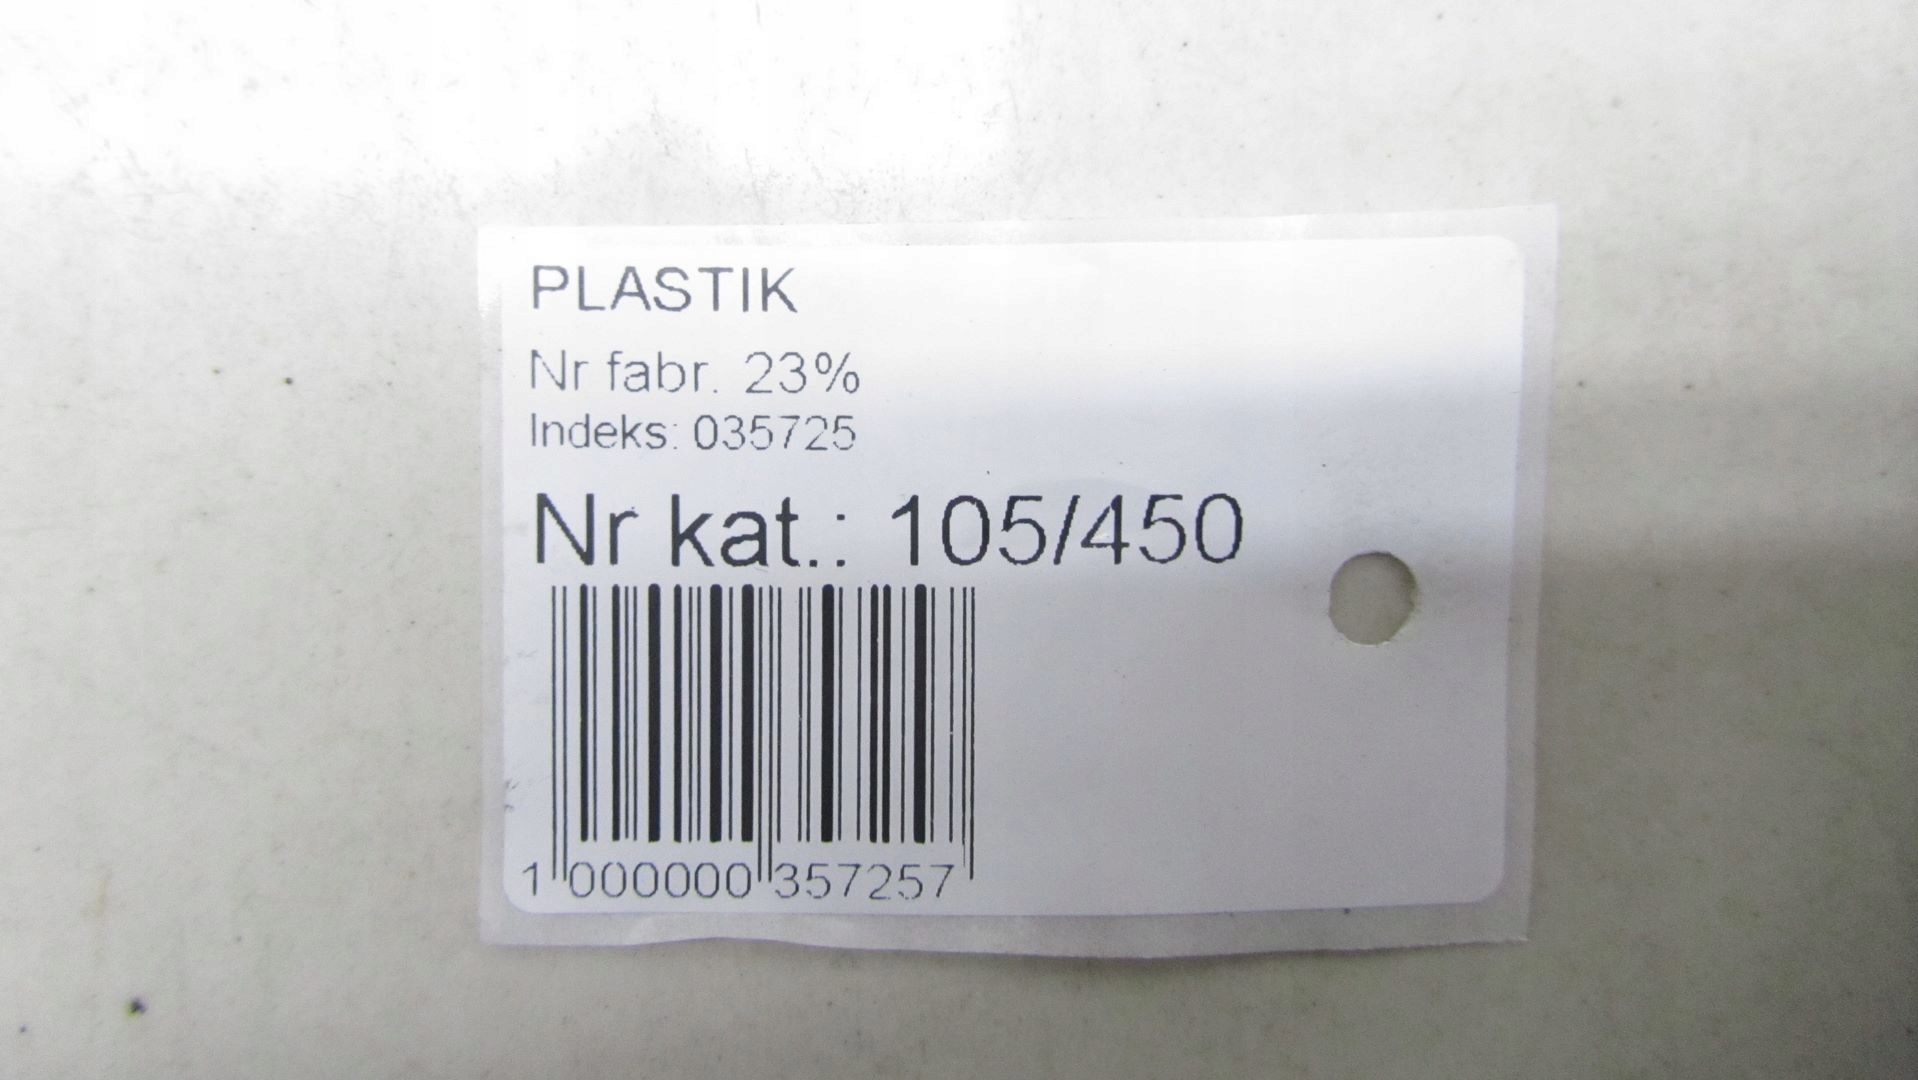 PLASTIK
Nr fabr. 23%
Indeks: 035725
Nr kat.: 105/450
1 000000 357257